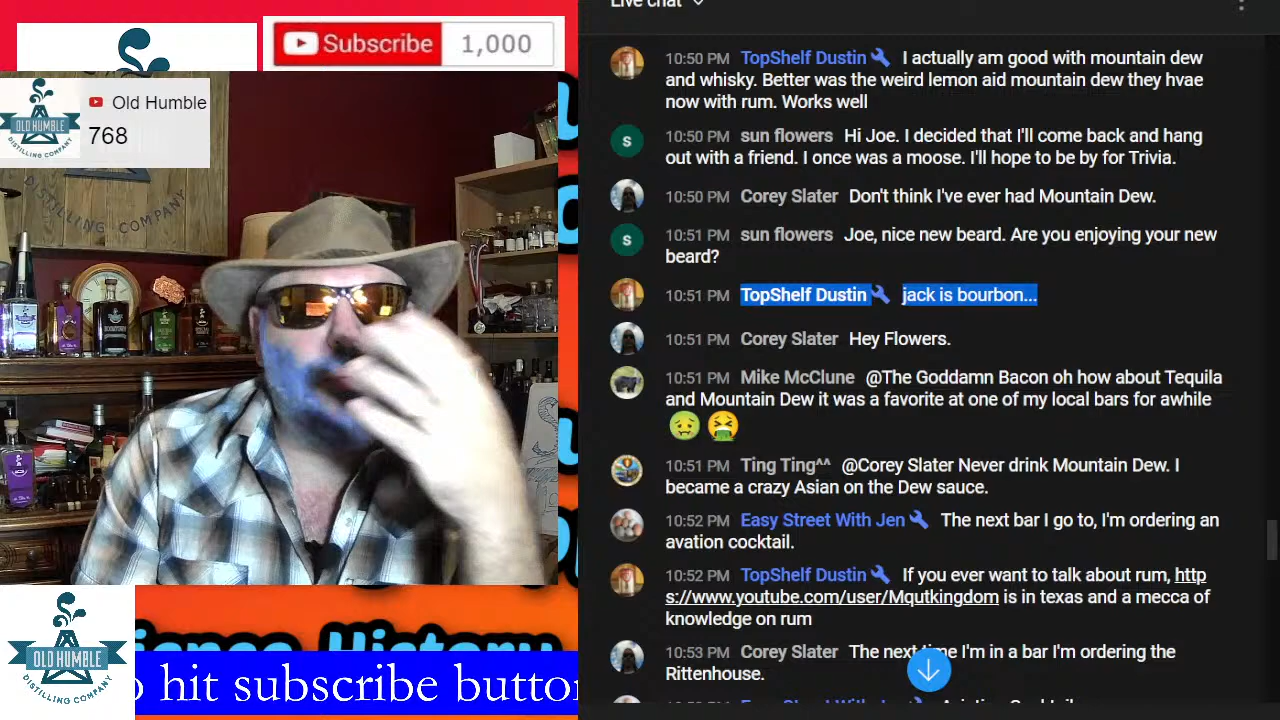 Subscribe 1,000
Old Humble
768
OLD HUMBLE
DISTILLING COMPANY
DISTILLING COMPANY
OLD HUMBLE
DISTILLING COMPANY
hit subscribe button
Live chat
10:50 PM TopShelf Dustin I actually am good with mountain dew
and whisky. Better was the weird lemon aid mountain dew they hvae
now with rum. Works well
S
10:50 PM sun flowers Hi Joe. I decided that I'll come back and hang
out with a friend. I once was a moose. I'll hope to be by for Trivia.
10:50 PM Corey Slater Don't think I've ever had Mountain Dew.
S
10:51 PM sun flowers Joe, nice new beard. Are you enjoying your new
beard?
10:51 PM TopShelf Dustin jack is bourbon...
10:51 PM Corey Slater Hey Flowers.
10:51 PM Mike McClune @The Goddamn Bacon oh how about Tequila
and Mountain Dew it was a favorite at one of my local bars for awhile
10:51 PM Ting Ting^^ @Corey Slater Never drink Mountain Dew. I
became a crazy Asian on the Dew sauce.
10:52 PM Easy Street With Jen The next bar I go to, I'm ordering an
avation cocktail.
10:52 PM TopShelf Dustin If you ever want to talk about rum, http
s://www.youtube.com/user/Mqutkingdom is in texas and a mecca of
knowledge on rum
10:53 PM Corey Slater The next time I'm in a bar I'm ordering the
Rittenhouse.